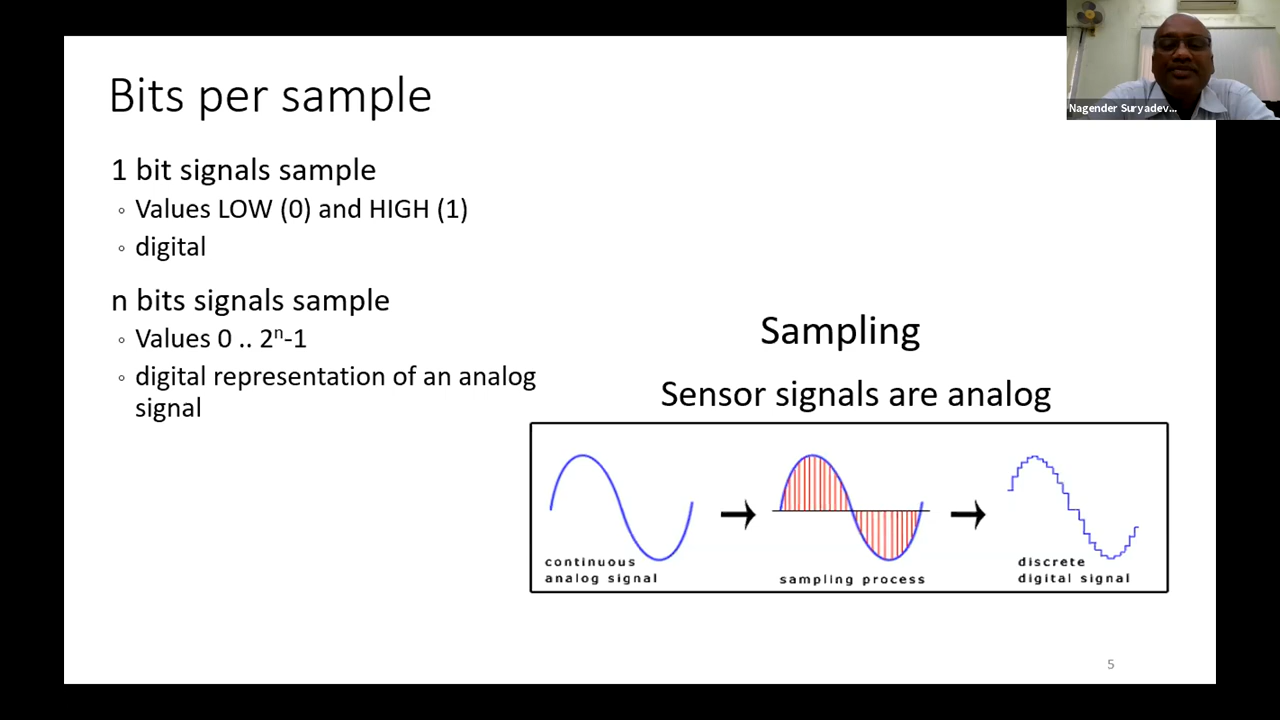 Bits per sample
Nagender Suryadev...
1 bit signals sample
◦ Values LOW (0) and HIGH (1)
◦ digital
n bits signals sample
◦ Values 0 .. 2ⁿ-1
◦ digital representation of an analog
signal
Sampling
Sensor signals are analog
continuous
analog signal
sampling process
discrete
digital signal
5